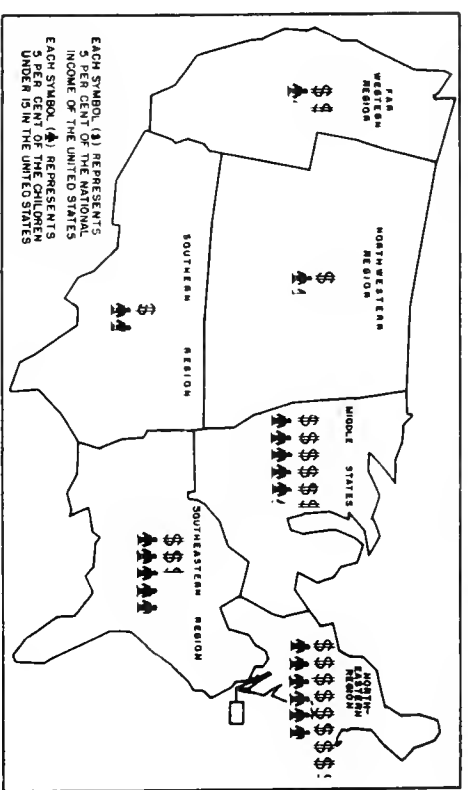 FAR
WESTERN
REGION
$ $
NORTHWESTERN
REGION
$
SOUTHERN REGION
$
MIDDLE STATES
$ $ $ $ $ $
SOUTHEASTERN REGION
$ $ $
NORTH-
EASTERN
REGION
$ $ $ $ $ $ $ $
EACH SYMBOL ($) REPRESENTS
5 PER CENT OF THE NATIONAL
INCOME OF THE UNITED STATES
EACH SYMBOL () REPRESENTS
5 PER CENT OF THE CHILDREN
UNDER 15 IN THE UNITED STATES